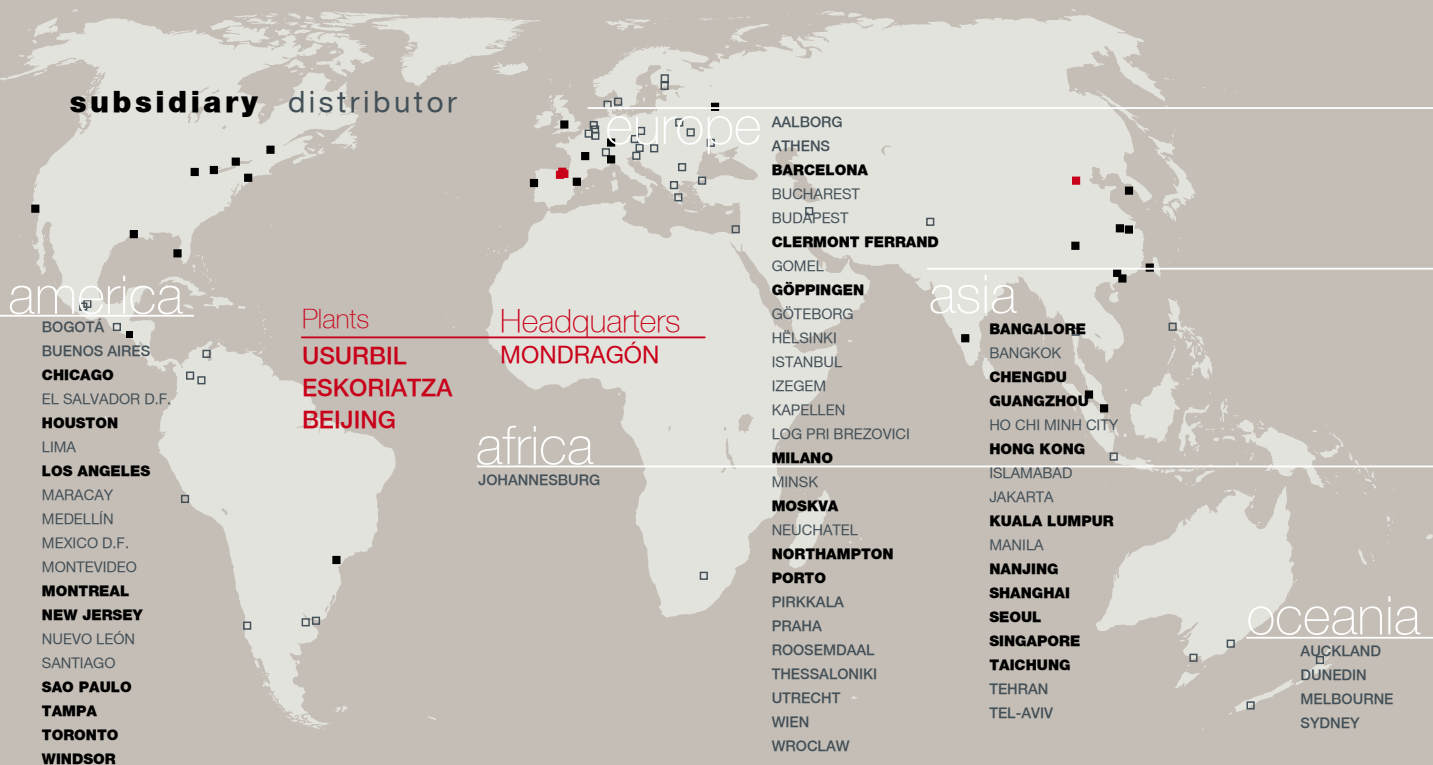 subsidiary distributor
america
BOGOTÁ
BUENOS AIRES
CHICAGO
EL SALVADOR D.F.
HOUSTON
LIMA
LOS ANGELES
MARACAY
MEDELLÍN
MEXICO D.F.
MONTEVIDEO
MONTREAL
NEW JERSEY
NUEVO LEÓN
SANTIAGO
SAO PAULO
TAMPA
TORONTO
WINDSOR
Plants
USURBIL
ESKORIATZA
BEIJING
Headquarters
MONDRAGÓN
africa
JOHANNESBURG
europe
AALBORG
ATHENS
BARCELONA
BUCHAREST
BUDAPEST
CLERMONT FERRAND
GOMEL
GÖPPINGEN
GÖTEBORG
HËLSINKI
ISTANBUL
IZEGEM
KAPELLEN
LOG PRI BREZOVICI
MILANO
MINSK
MOSKVA
NEUCHATEL
NORTHAMPTON
PORTO
PIRKKALA
PRAHA
ROOSEMDAAL
THESSALONIKI
UTRECHT
WIEN
WROCLAW
asia
BANGALORE
BANGKOK
CHENGDU
GUANGZHOU
HO CHI MINH CITY
HONG KONG
ISLAMABAD
JAKARTA
KUALA LUMPUR
MANILA
NANJING
SHANGHAI
SEOUL
SINGAPORE
TAICHUNG
TEHRAN
TEL-AVIV
oceania
AUCKLAND
DUNEDIN
MELBOURNE
SYDNEY